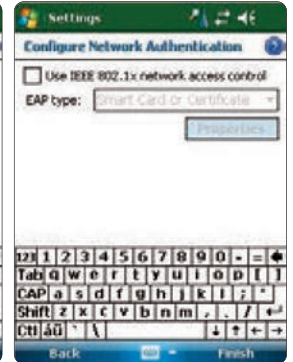 Settings
Configure Network Authentication
Use IEEE 802.1x network access control
EAP type: Smart Card or Certificate
Properties
123 1 2 3 4 5 6 7 8 9 0 - =
Tab q w e r t y u i o p [ ]
CAP a s d f g h j k l ; '
Shift z x c v b n m , . /
Ctl áü ` \
Back Finish